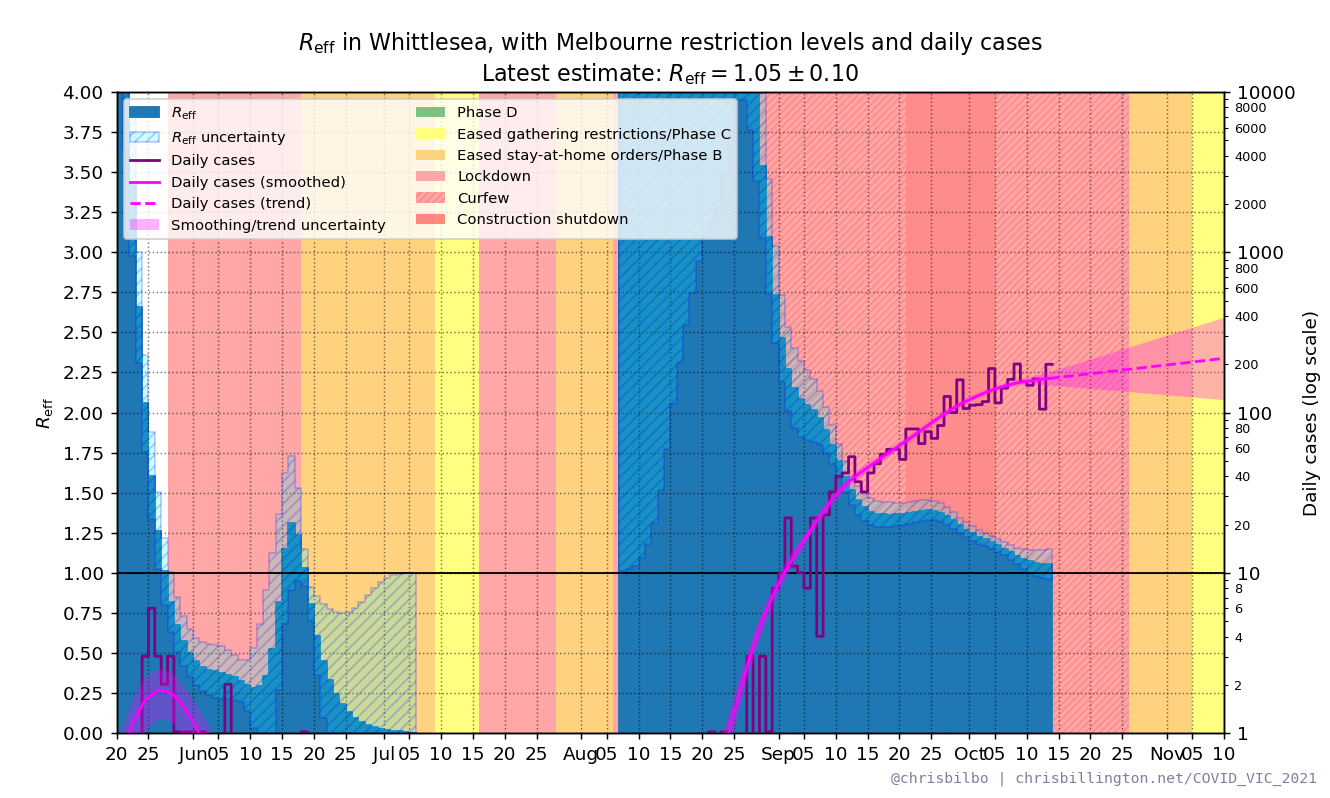 Reff in Whittlesea, with Melbourne restriction levels and daily cases
Latest estimate: Reff = 1.05 ± 0.10
Reff
Reff uncertainty
Daily cases
Daily cases (smoothed)
Daily cases (trend)
Smoothing/trend uncertainty
Phase D
Eased gathering restrictions/Phase C
Eased stay-at-home orders/Phase B
Lockdown
Curfew
Construction shutdown
Reff
4.00
3.75
3.50
3.25
3.00
2.75
2.50
2.25
2.00
1.75
1.50
1.25
1.00
0.75
0.50
0.25
0.00
10000
8000
6000
4000
2000
1000
800
600
400
200
100
80
60
40
20
10
8
6
4
2
1
Daily cases (log scale)
20 25 Jun 05 10 15 20 25 Jul 05 10 15 20 25 Aug 05 10 15 20 25 Sep 05 10 15 20 25 Oct 05 10 15 20 25 Nov 05 10
@chrisbilbo | chrisbillington.net/COVID_VIC_2021